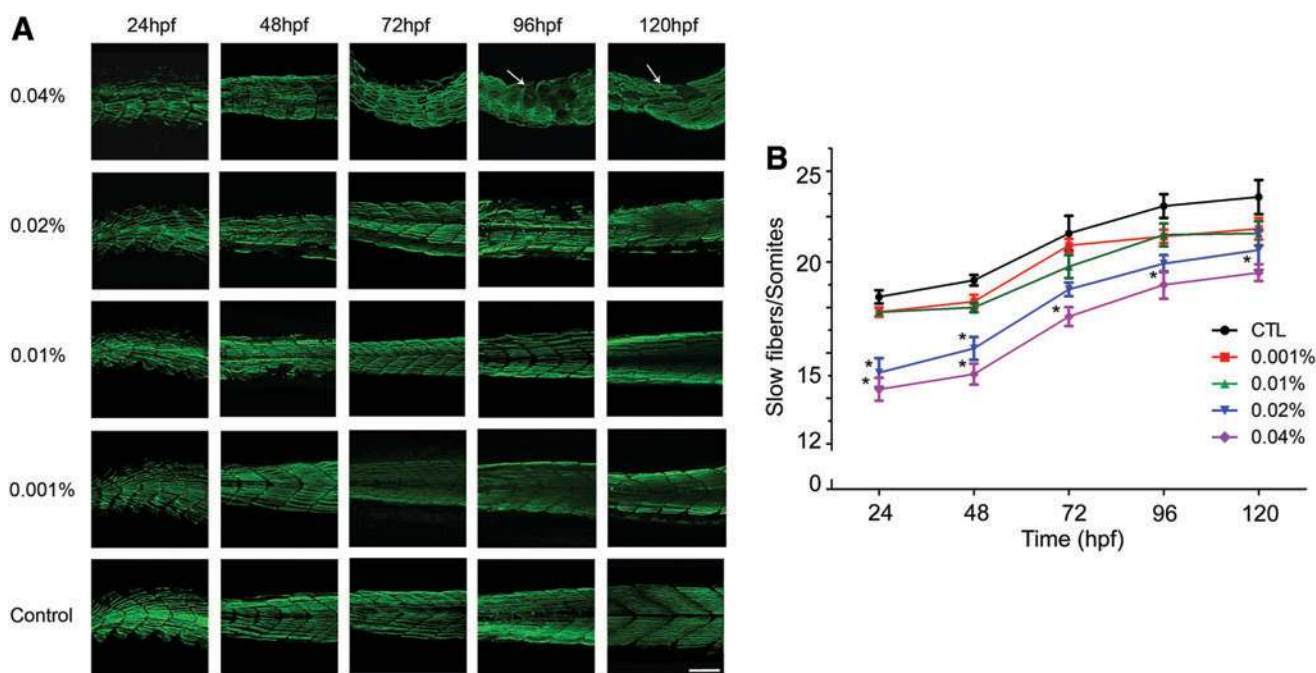 A
24hpf 48hpf 72hpf 96hpf 120hpf
0.04%
0.02%
0.01%
0.001%
Control
B
Slow fibers/Somites
25
20
15
12
0
24 48 72 96 120
Time (hpf)
* * * * * * * *
CTL
0.001%
0.01%
0.02%
0.04%